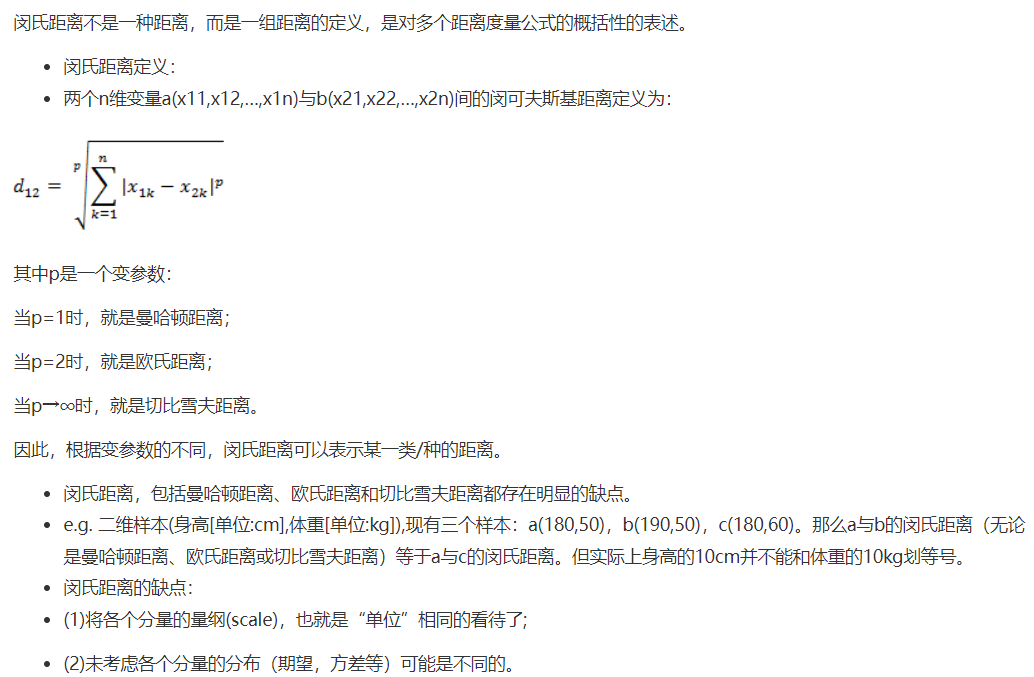 闵氏距离不是一种距离，而是一组距离的定义，是对多个距离度量公式的概括性的表述。
• 闵氏距离定义：
• 两个n维变量a(x11,x12,…,x1n)与b(x21,x22,…,x2n)间的闵可夫斯基距离定义为：
d₁₂ = ᵖ√(∑ₖ₌₁ⁿ |x₁ₖ − x₂ₖ|ᵖ)
其中p是一个变参数：
当p=1时，就是曼哈顿距离；
当p=2时，就是欧氏距离；
当p→∞时，就是切比雪夫距离。
因此，根据变参数的不同，闵氏距离可以表示某一类/种的距离。
• 闵氏距离，包括曼哈顿距离、欧氏距离和切比雪夫距离都存在明显的缺点。
• e.g. 二维样本(身高[单位:cm],体重[单位:kg]),现有三个样本：a(180,50)，b(190,50)，c(180,60)。那么a与b的闵氏距离（无论
是曼哈顿距离、欧氏距离或切比雪夫距离）等于a与c的闵氏距离。但实际上身高的10cm并不能和体重的10kg划等号。
• 闵氏距离的缺点：
• (1)将各个分量的量纲(scale)，也就是“单位”相同的看待了;
• (2)未考虑各个分量的分布（期望，方差等）可能是不同的。